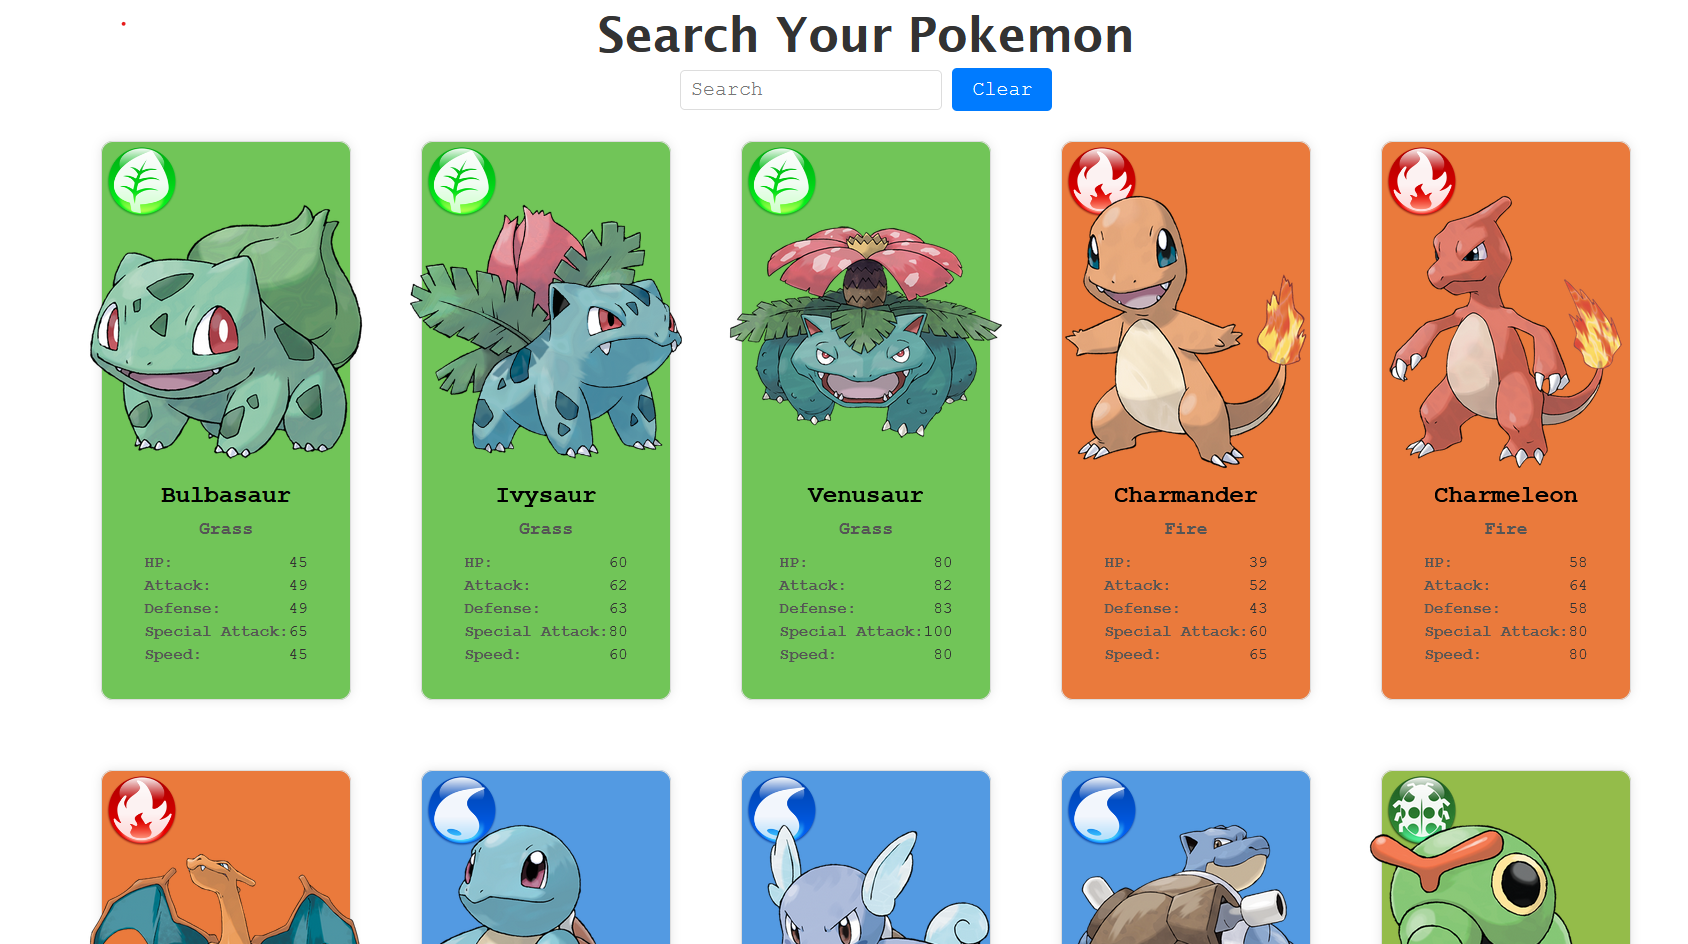 Search Your Pokemon
Search
Clear
Bulbasaur
Grass
HP: 45
Attack: 49
Defense: 49
Special Attack:65
Speed: 45
Ivysaur
Grass
HP: 60
Attack: 62
Defense: 63
Special Attack:80
Speed: 60
Venusaur
Grass
HP: 80
Attack: 82
Defense: 83
Special Attack:100
Speed: 80
Charmander
Fire
HP: 39
Attack: 52
Defense: 43
Special Attack:60
Speed: 65
Charmeleon
Fire
HP: 58
Attack: 64
Defense: 58
Special Attack:80
Speed: 80